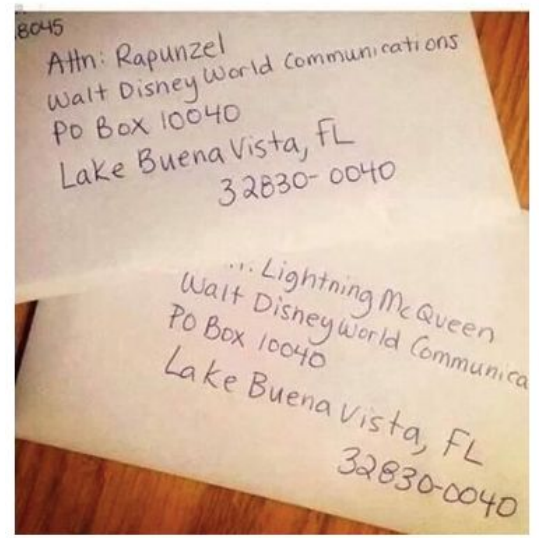 8045
Attn: Rapunzel
Walt Disney World Communications
PO Box 10040
Lake Buena Vista, FL
32830-0040
... Lightning McQueen
Walt Disney World Communica
PO Box 10040
Lake Buena Vista, FL
32830-0040